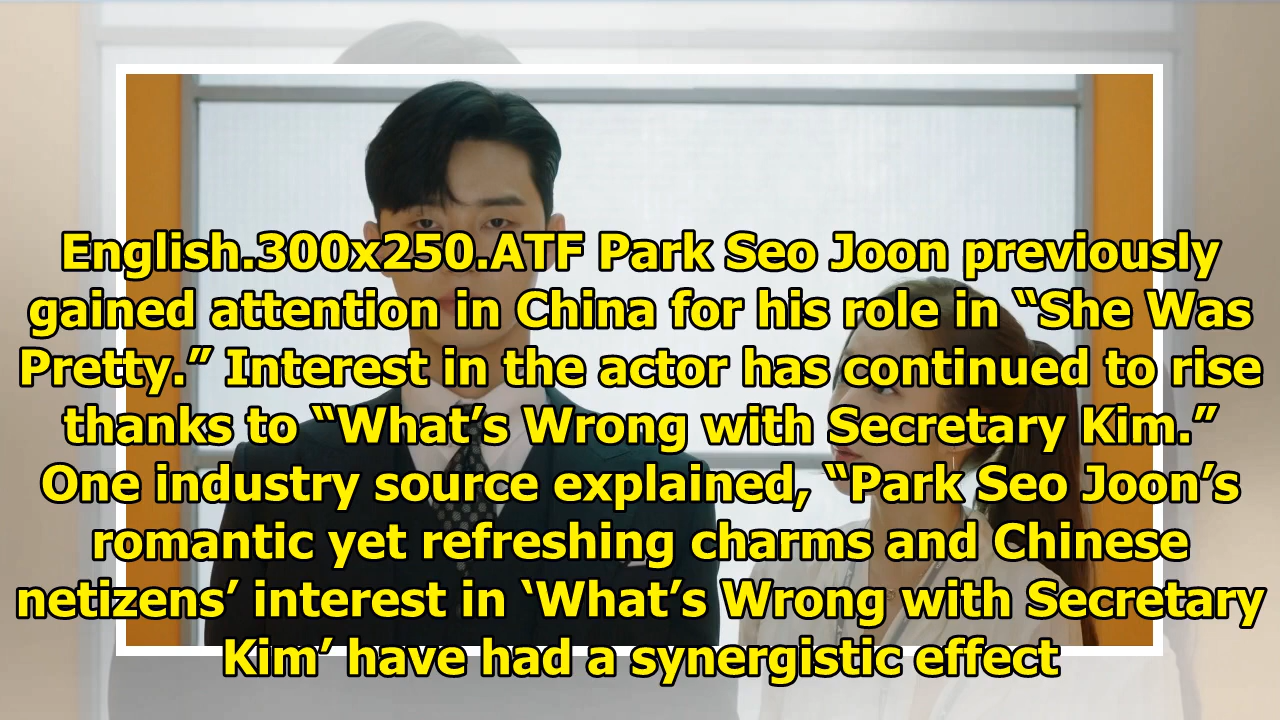 English.300x250.ATF Park Seo Joon previously
gained attention in China for his role in “She Was
Pretty.” Interest in the actor has continued to rise
thanks to “What’s Wrong with Secretary Kim.”
One industry source explained, “Park Seo Joon’s
romantic yet refreshing charms and Chinese
netizens’ interest in ‘What’s Wrong with Secretary
Kim’ have had a synergistic effect